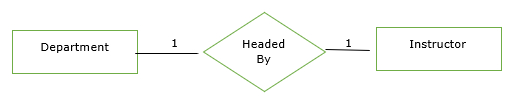 Department
1
Headed
By
1
Instructor